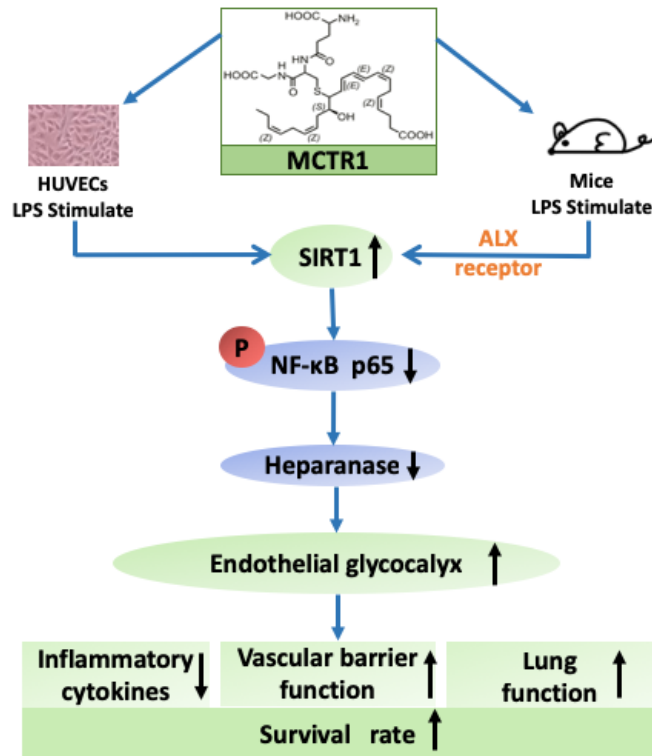 COOH
HOOC
NH₂
HN
O
HOOC
H
N
O
S
(E)
(Z)
(E)
(Z)
(S)
OH
COOH
(Z)
(Z)
MCTR1
HUVECs
LPS Stimulate
Mice
LPS Stimulate
SIRT1
ALX
receptor
P
NF-κB p65
Heparanase
Endothelial glycocalyx
Inflammatory
cytokines
Vascular barrier
function
Lung
function
Survival rate